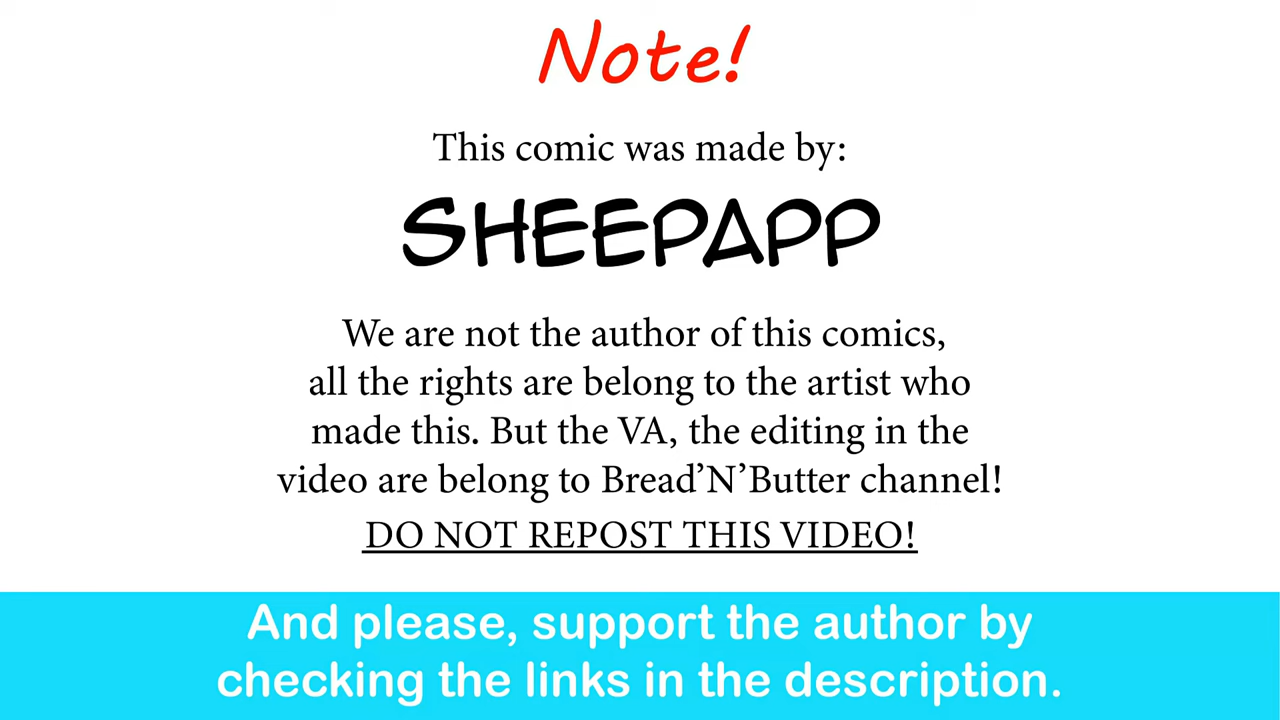 Note!
This comic was made by:
SHEEPAPP
We are not the author of this comics,
all the rights are belong to the artist who
made this. But the VA, the editing in the
video are belong to Bread’N’Butter channel!
DO NOT REPOST THIS VIDEO!
And please, support the author by
checking the links in the description.